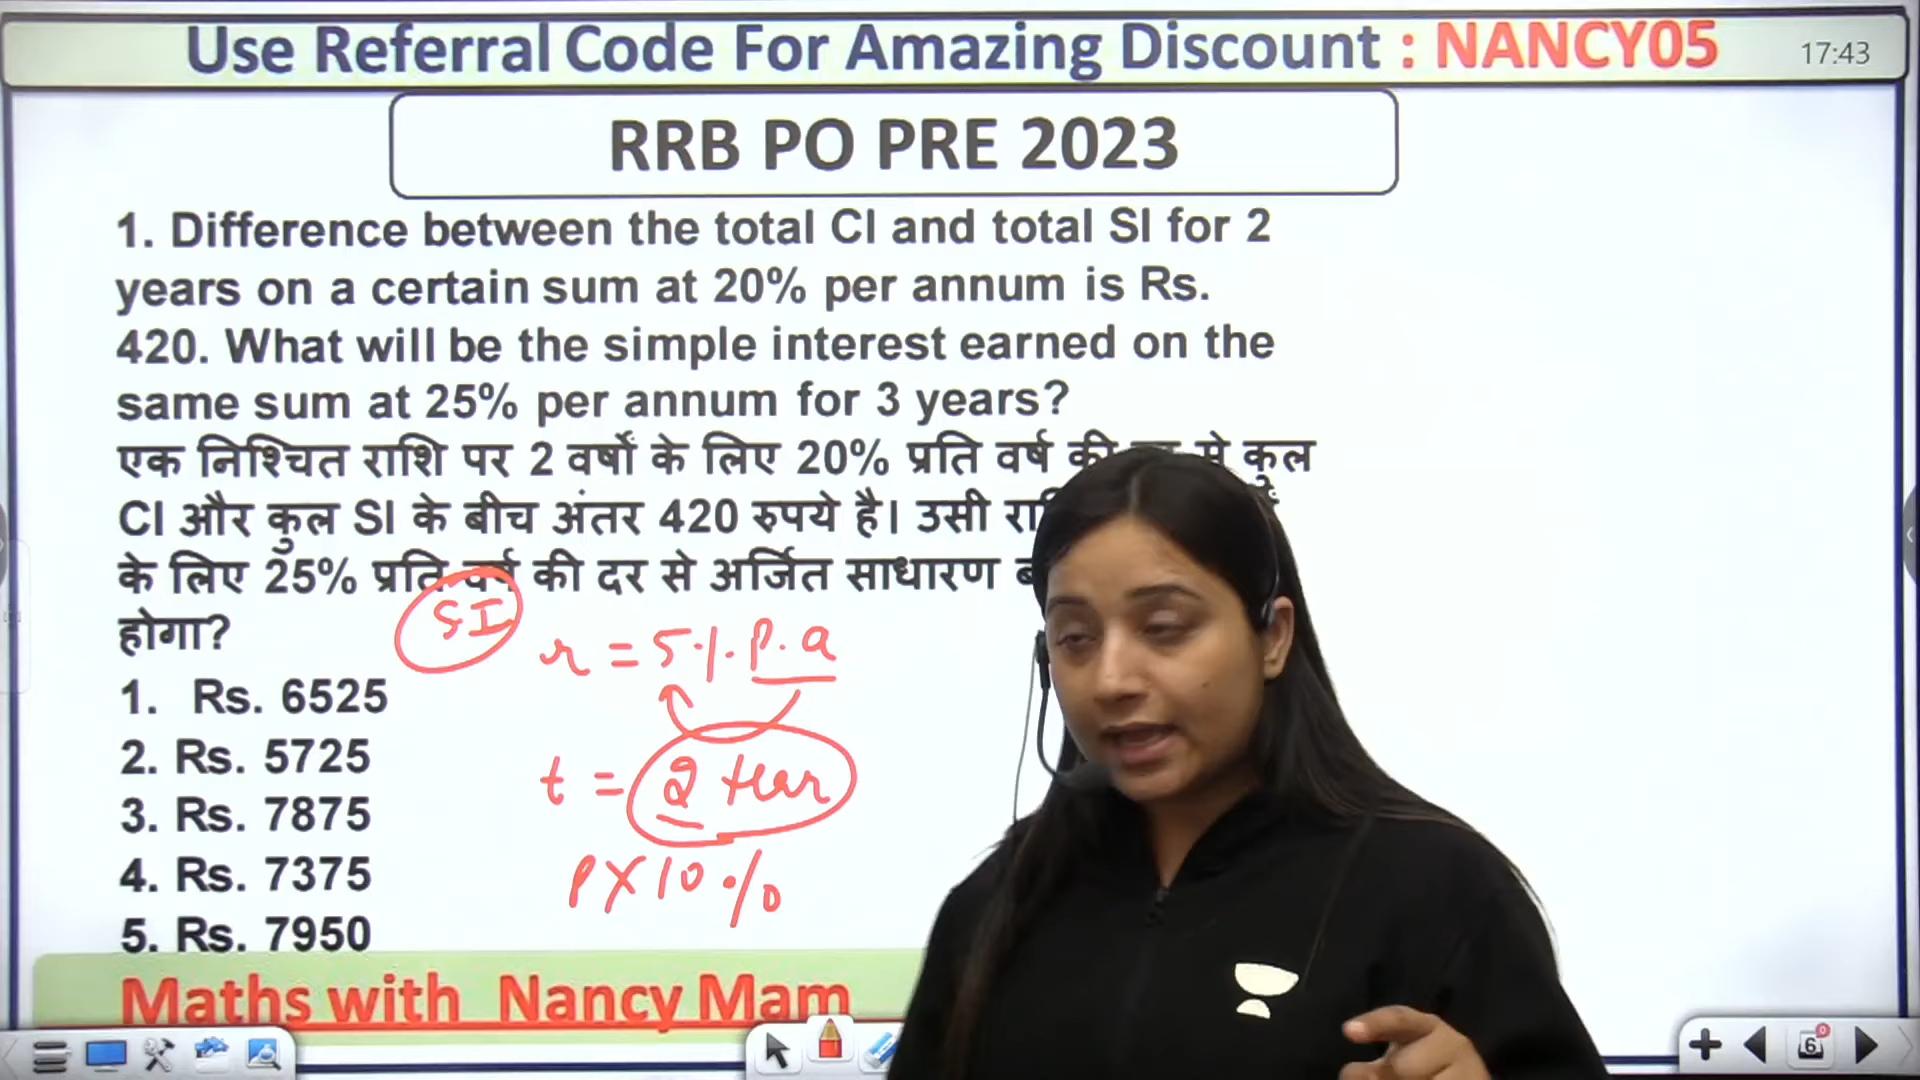 Use Referral Code For Amazing Discount : NANCY05
17:43
RRB PO PRE 2023
1. Difference between the total CI and total SI for 2
years on a certain sum at 20% per annum is Rs.
420. What will be the simple interest earned on the
same sum at 25% per annum for 3 years?
एक निश्चित राशि पर 2 वर्षों के लिए 20% प्रति वर्ष की से कुल
CI और कुल SI के बीच अंतर 420 रुपये है। उसी
के लिए 25% प्रति वर्ष की दर से अर्जित साधारण
होगा?
SI
r = 5% p.a
1. Rs. 6525
2. Rs. 5725
t = 2 year
3. Rs. 7875
4. Rs. 7375
P X 10%
5. Rs. 7950
Maths with Nancy Mam
6
0